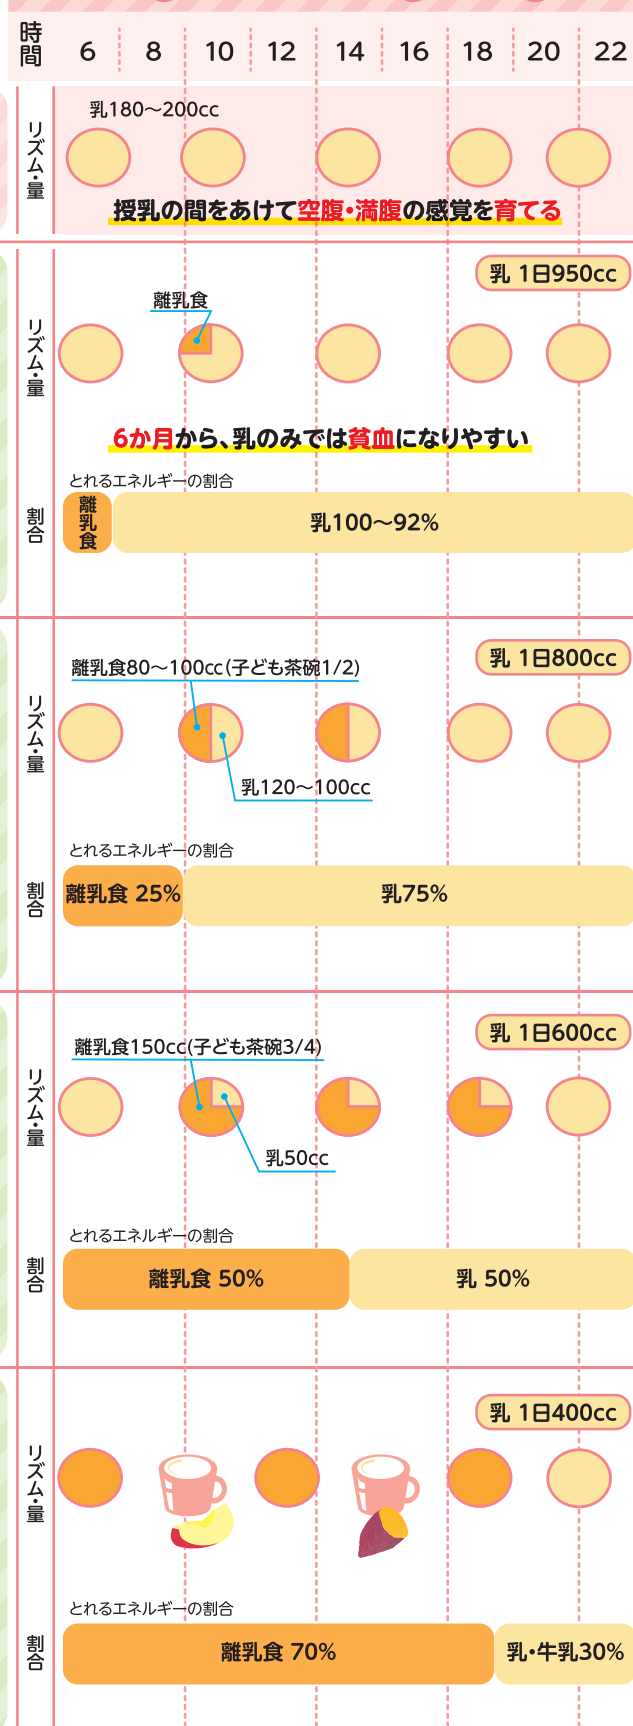 時間 6 8 10 12 14 16 18 20 22
リズム・量
乳180～200cc
授乳の間をあけて空腹・満腹の感覚を育てる
乳 1日950cc
離乳食
リズム・量
6か月から、乳のみでは貧血になりやすい
とれるエネルギーの割合
割合
離乳食
乳100～92%
乳 1日800cc
離乳食80～100cc(子ども茶碗1/2)
リズム・量
乳120～100cc
とれるエネルギーの割合
割合
離乳食 25%
乳75%
乳 1日600cc
離乳食150cc(子ども茶碗3/4)
リズム・量
乳50cc
とれるエネルギーの割合
割合
離乳食 50%
乳 50%
乳 1日400cc
リズム・量
とれるエネルギーの割合
割合
離乳食 70%
乳・牛乳30%